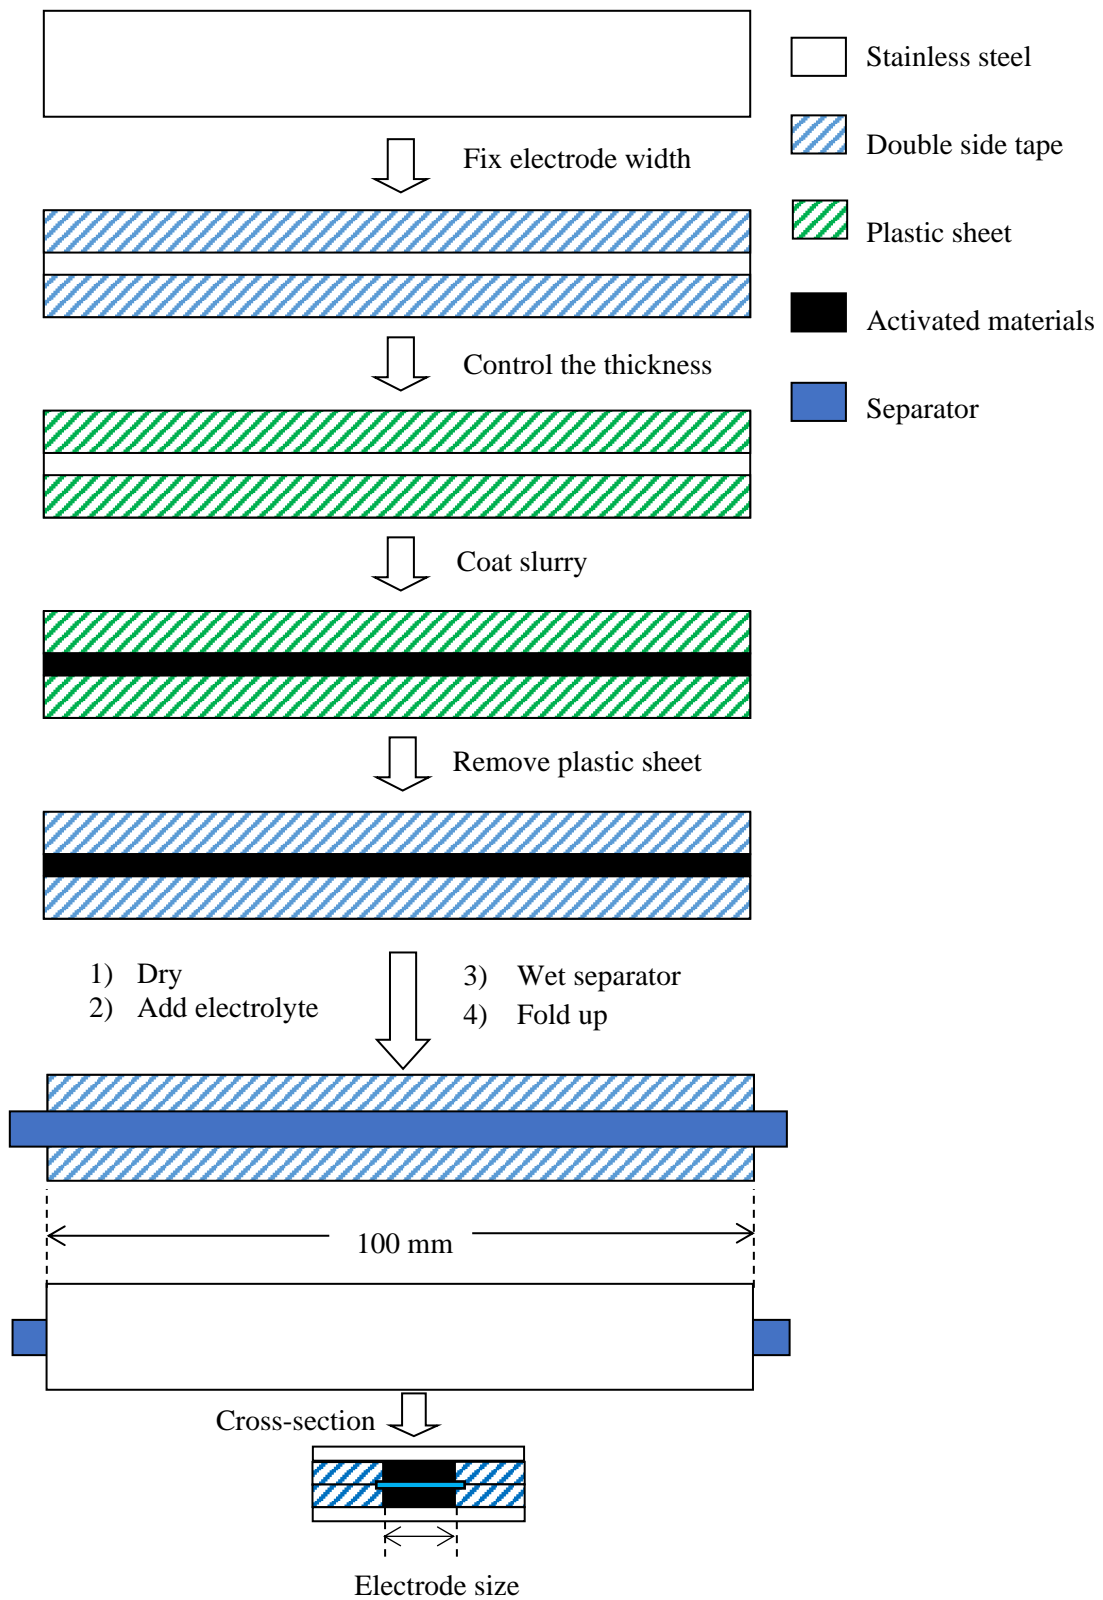 Stainless steel
Double side tape
Plastic sheet
Activated materials
Separator
Fix electrode width
Control the thickness
Coat slurry
Remove plastic sheet
1) Dry
2) Add electrolyte
3) Wet separator
4) Fold up
100 mm
Cross-section
Electrode size